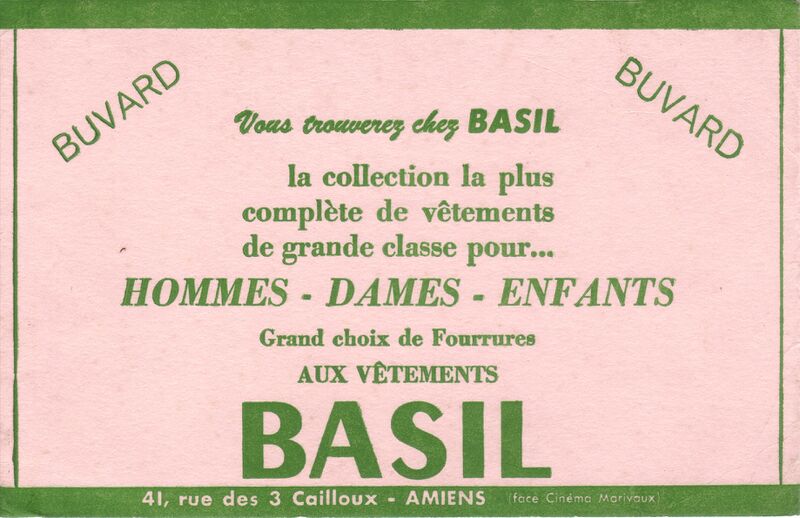 BUVARD
BUVARD
Vous trouverez chez BASIL
la collection la plus
complète de vêtements
de grande classe pour...
HOMMES - DAMES - ENFANTS
Grand choix de Fourrures
AUX VÊTEMENTS
BASIL
41, rue des 3 Cailloux - AMIENS (face Cinéma Marivaux)